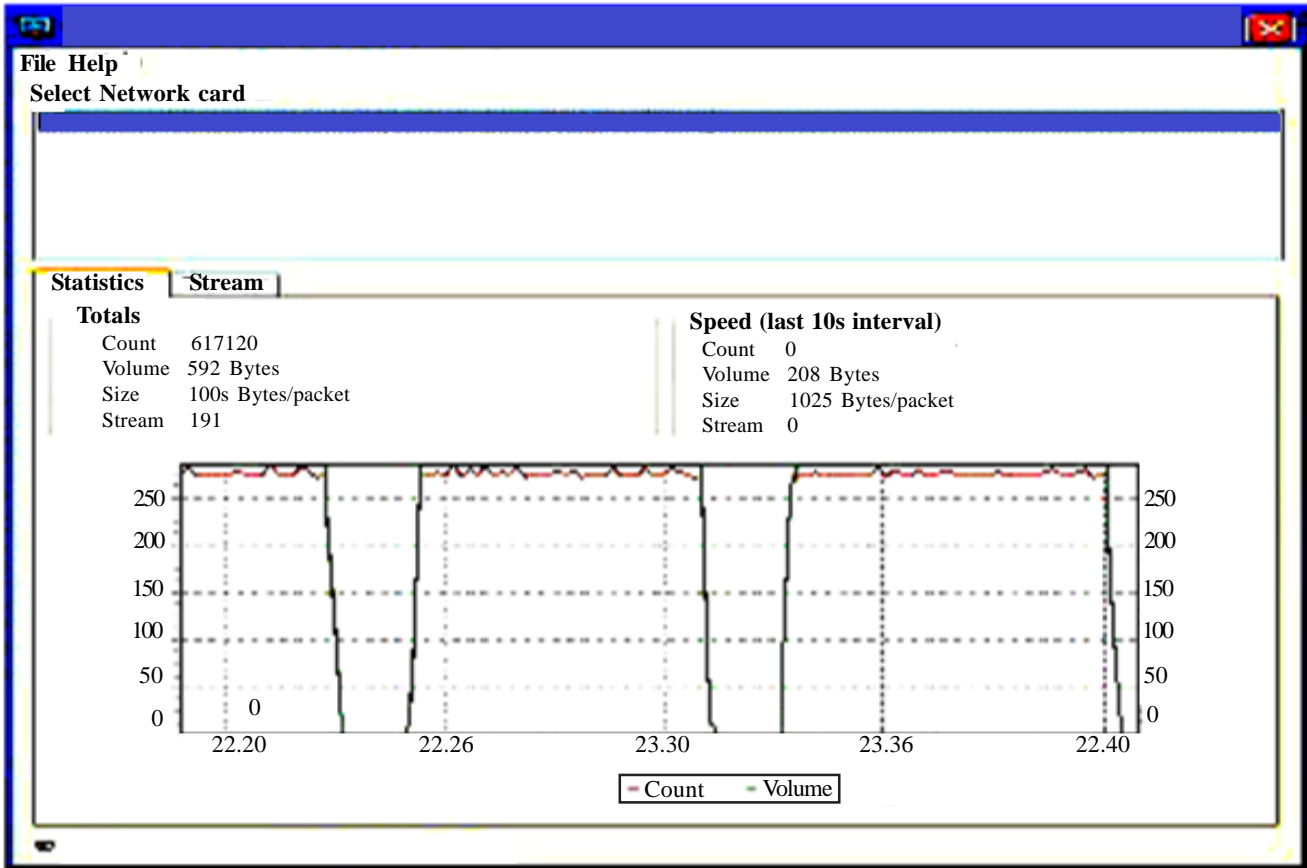 File Help
Select Network card
Statistics Stream
Totals
Count 617120
Volume 592 Bytes
Size 100s Bytes/packet
Stream 191
Speed (last 10s interval)
Count 0
Volume 208 Bytes
Size 1025 Bytes/packet
Stream 0
250
200
150
100
50
0
0
250
200
150
100
50
0
22.20 22.26 23.30 23.36 22.40
Count Volume